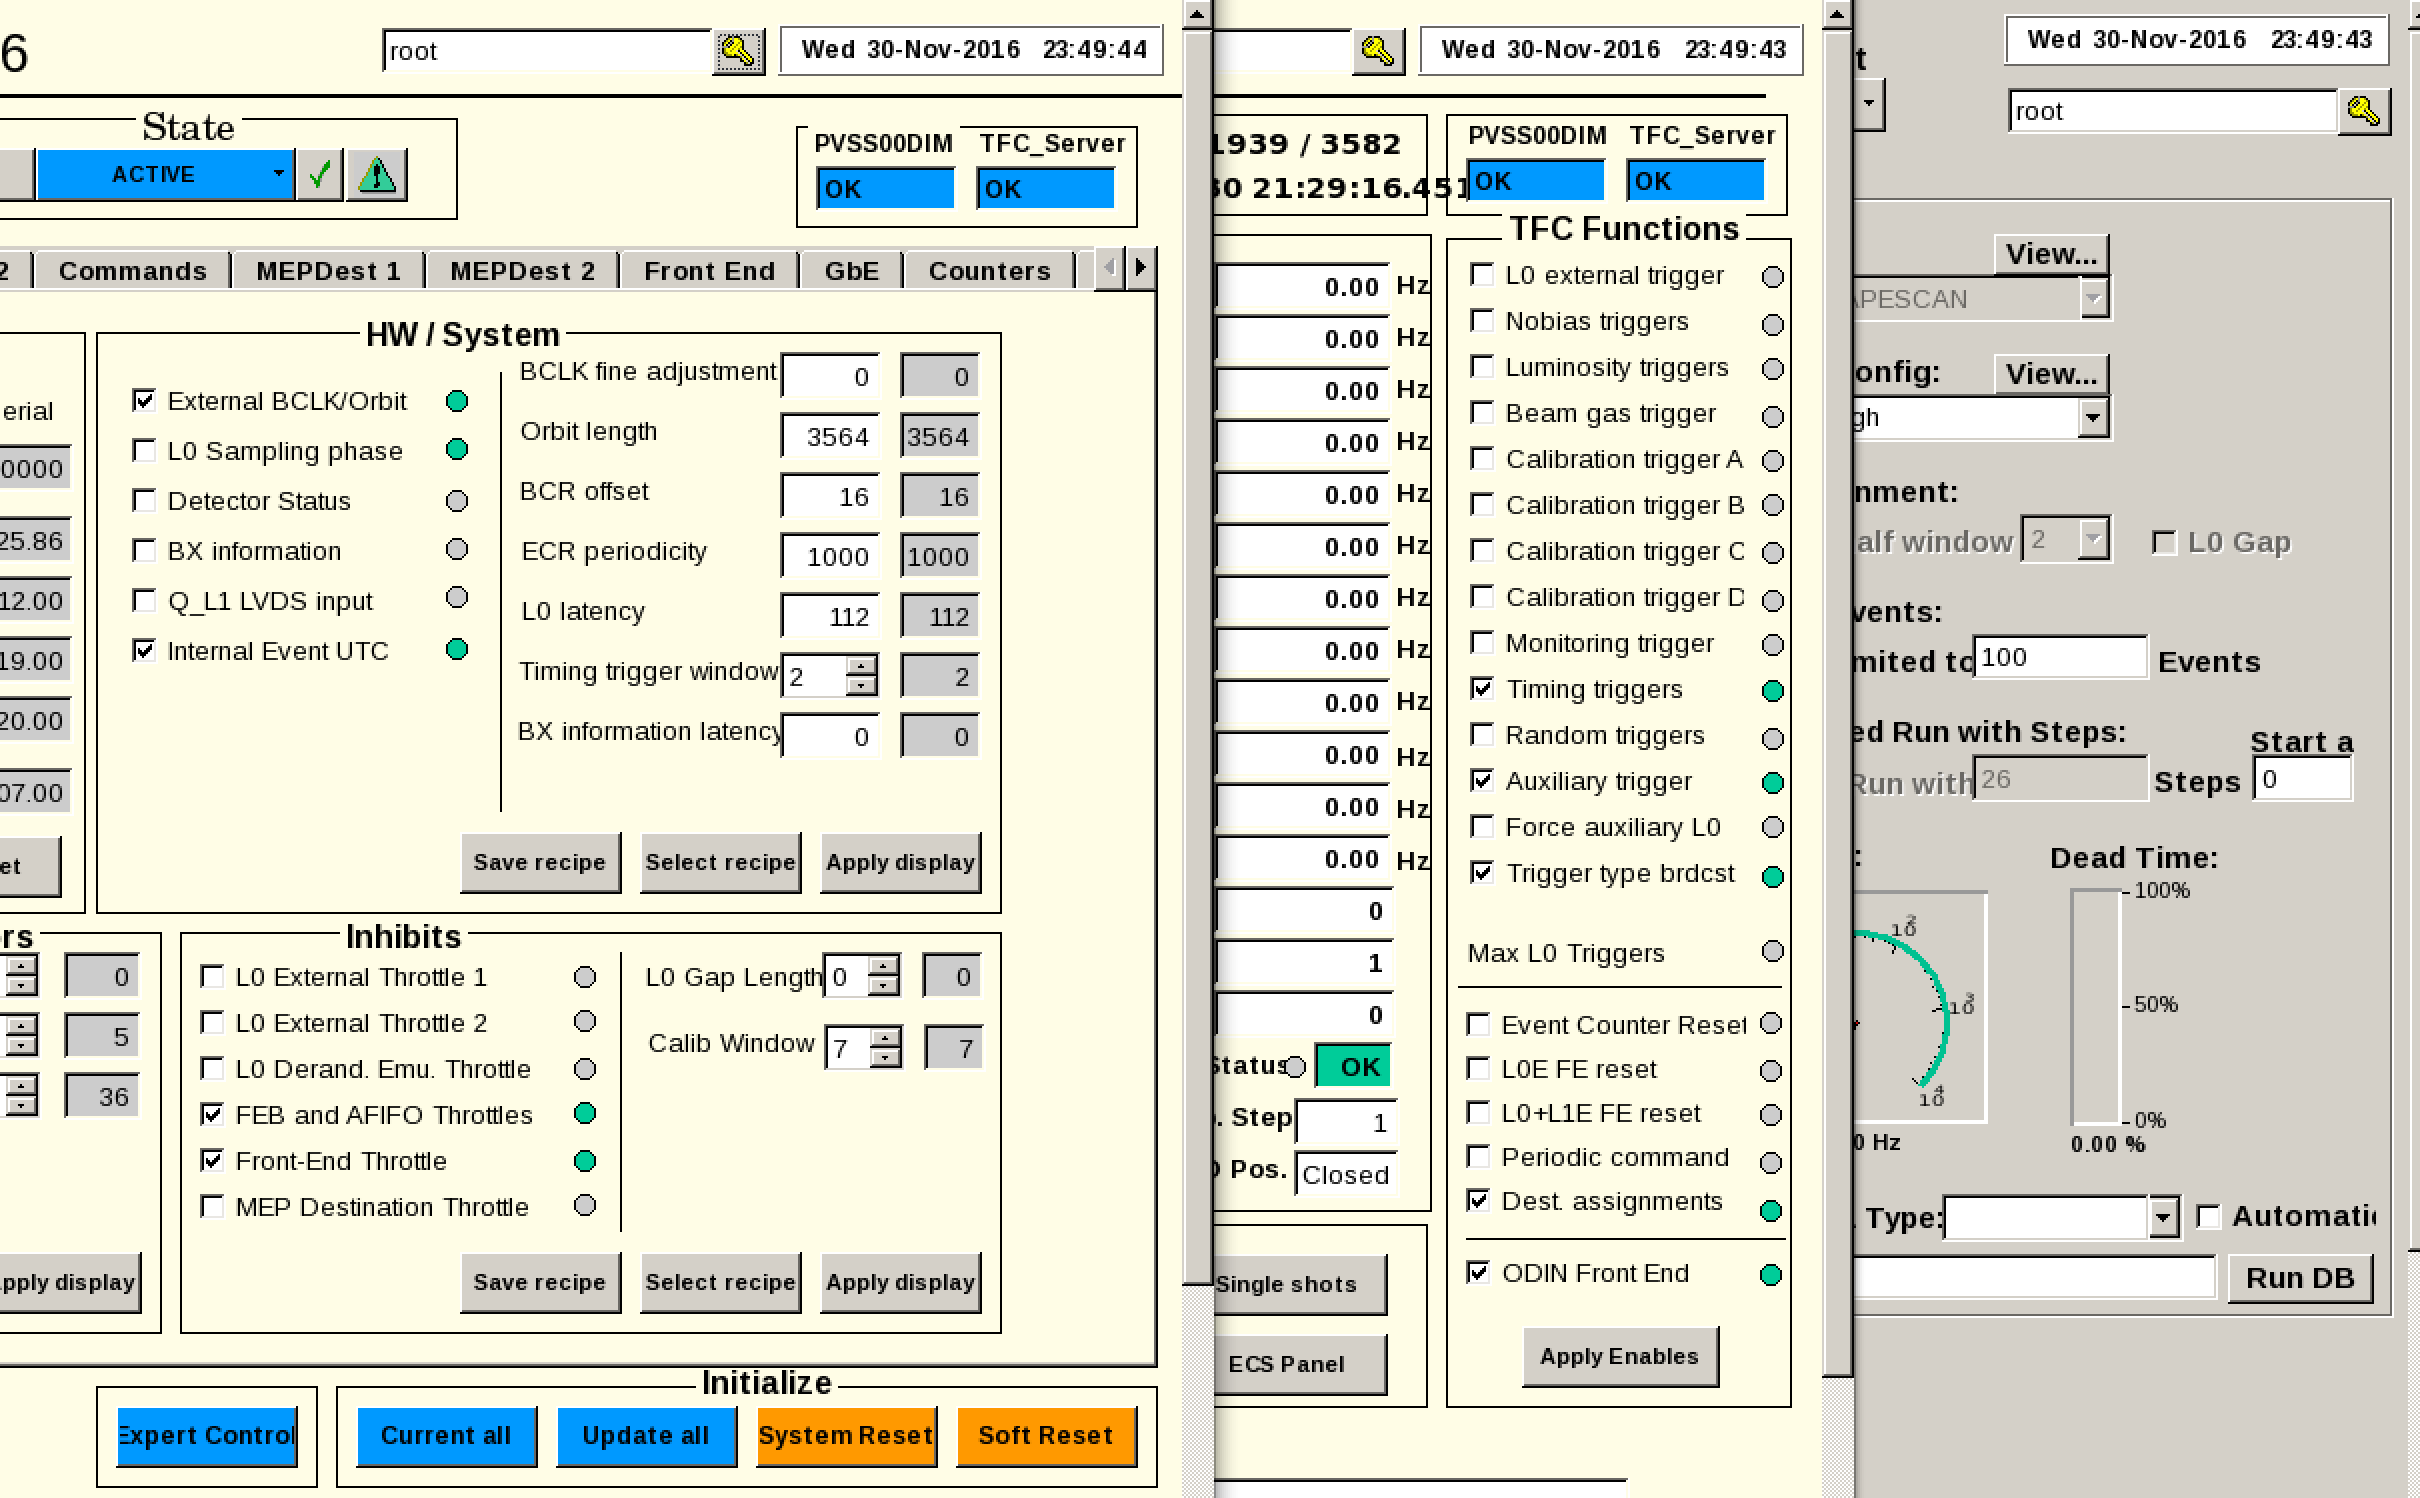 6
root
Wed 30-Nov-2016 23:49:44
State
ACTIVE
PVSS00DIM TFC_Server
OK OK
2 Commands MEPDest 1 MEPDest 2 Front End GbE Counters
HW / System
erial
0000
25.86
12.00
19.00
20.00
07.00
et
External BCLK/Orbit
L0 Sampling phase
Detector Status
BX information
Q_L1 LVDS input
Internal Event UTC
BCLK fine adjustment 0 0
Orbit length 3564 3564
BCR offset 16 16
ECR periodicity 1000 1000
L0 latency 112 112
Timing trigger window 2 2
BX information latency 0 0
Save recipe Select recipe Apply display
rs
0
5
36
pply display
Inhibits
L0 External Throttle 1
L0 External Throttle 2
L0 Derand. Emu. Throttle
FEB and AFIFO Throttles
Front-End Throttle
MEP Destination Throttle
L0 Gap Length 0 0
Calib Window 7 7
Save recipe Select recipe Apply display
Initialize
Expert Control Current all Update all System Reset Soft Reset
Wed 30-Nov-2016 23:49:43
1939 / 3582
30 21:29:16.451
PVSS00DIM TFC_Server
OK OK
0.00 Hz
0.00 Hz
0.00 Hz
0.00 Hz
0.00 Hz
0.00 Hz
0.00 Hz
0.00 Hz
0.00 Hz
0.00 Hz
0.00 Hz
0.00 Hz
0
1
0
Status OK
. Step 1
Pos. Closed
Single shots
ECS Panel
TFC Functions
L0 external trigger
Nobias triggers
Luminosity triggers
Beam gas trigger
Calibration trigger A
Calibration trigger B
Calibration trigger C
Calibration trigger D
Monitoring trigger
Timing triggers
Random triggers
Auxiliary trigger
Force auxiliary L0
Trigger type brdcst
Max L0 Triggers
Event Counter Reset
L0E FE reset
L0+L1E FE reset
Periodic command
Dest. assignments
ODIN Front End
Apply Enables
Wed 30-Nov-2016 23:49:43
t
root
View...
APESCAN
onfig: View...
gh
nment:
alf window 2 L0 Gap
vents:
mited to 100 Events
ed Run with Steps:
Start a
Run with 26 Steps 0
: Dead Time:
100%
50%
0%
10 2
10 3
10 4
0 Hz
0.00 %
. Type: Automati
Run DB